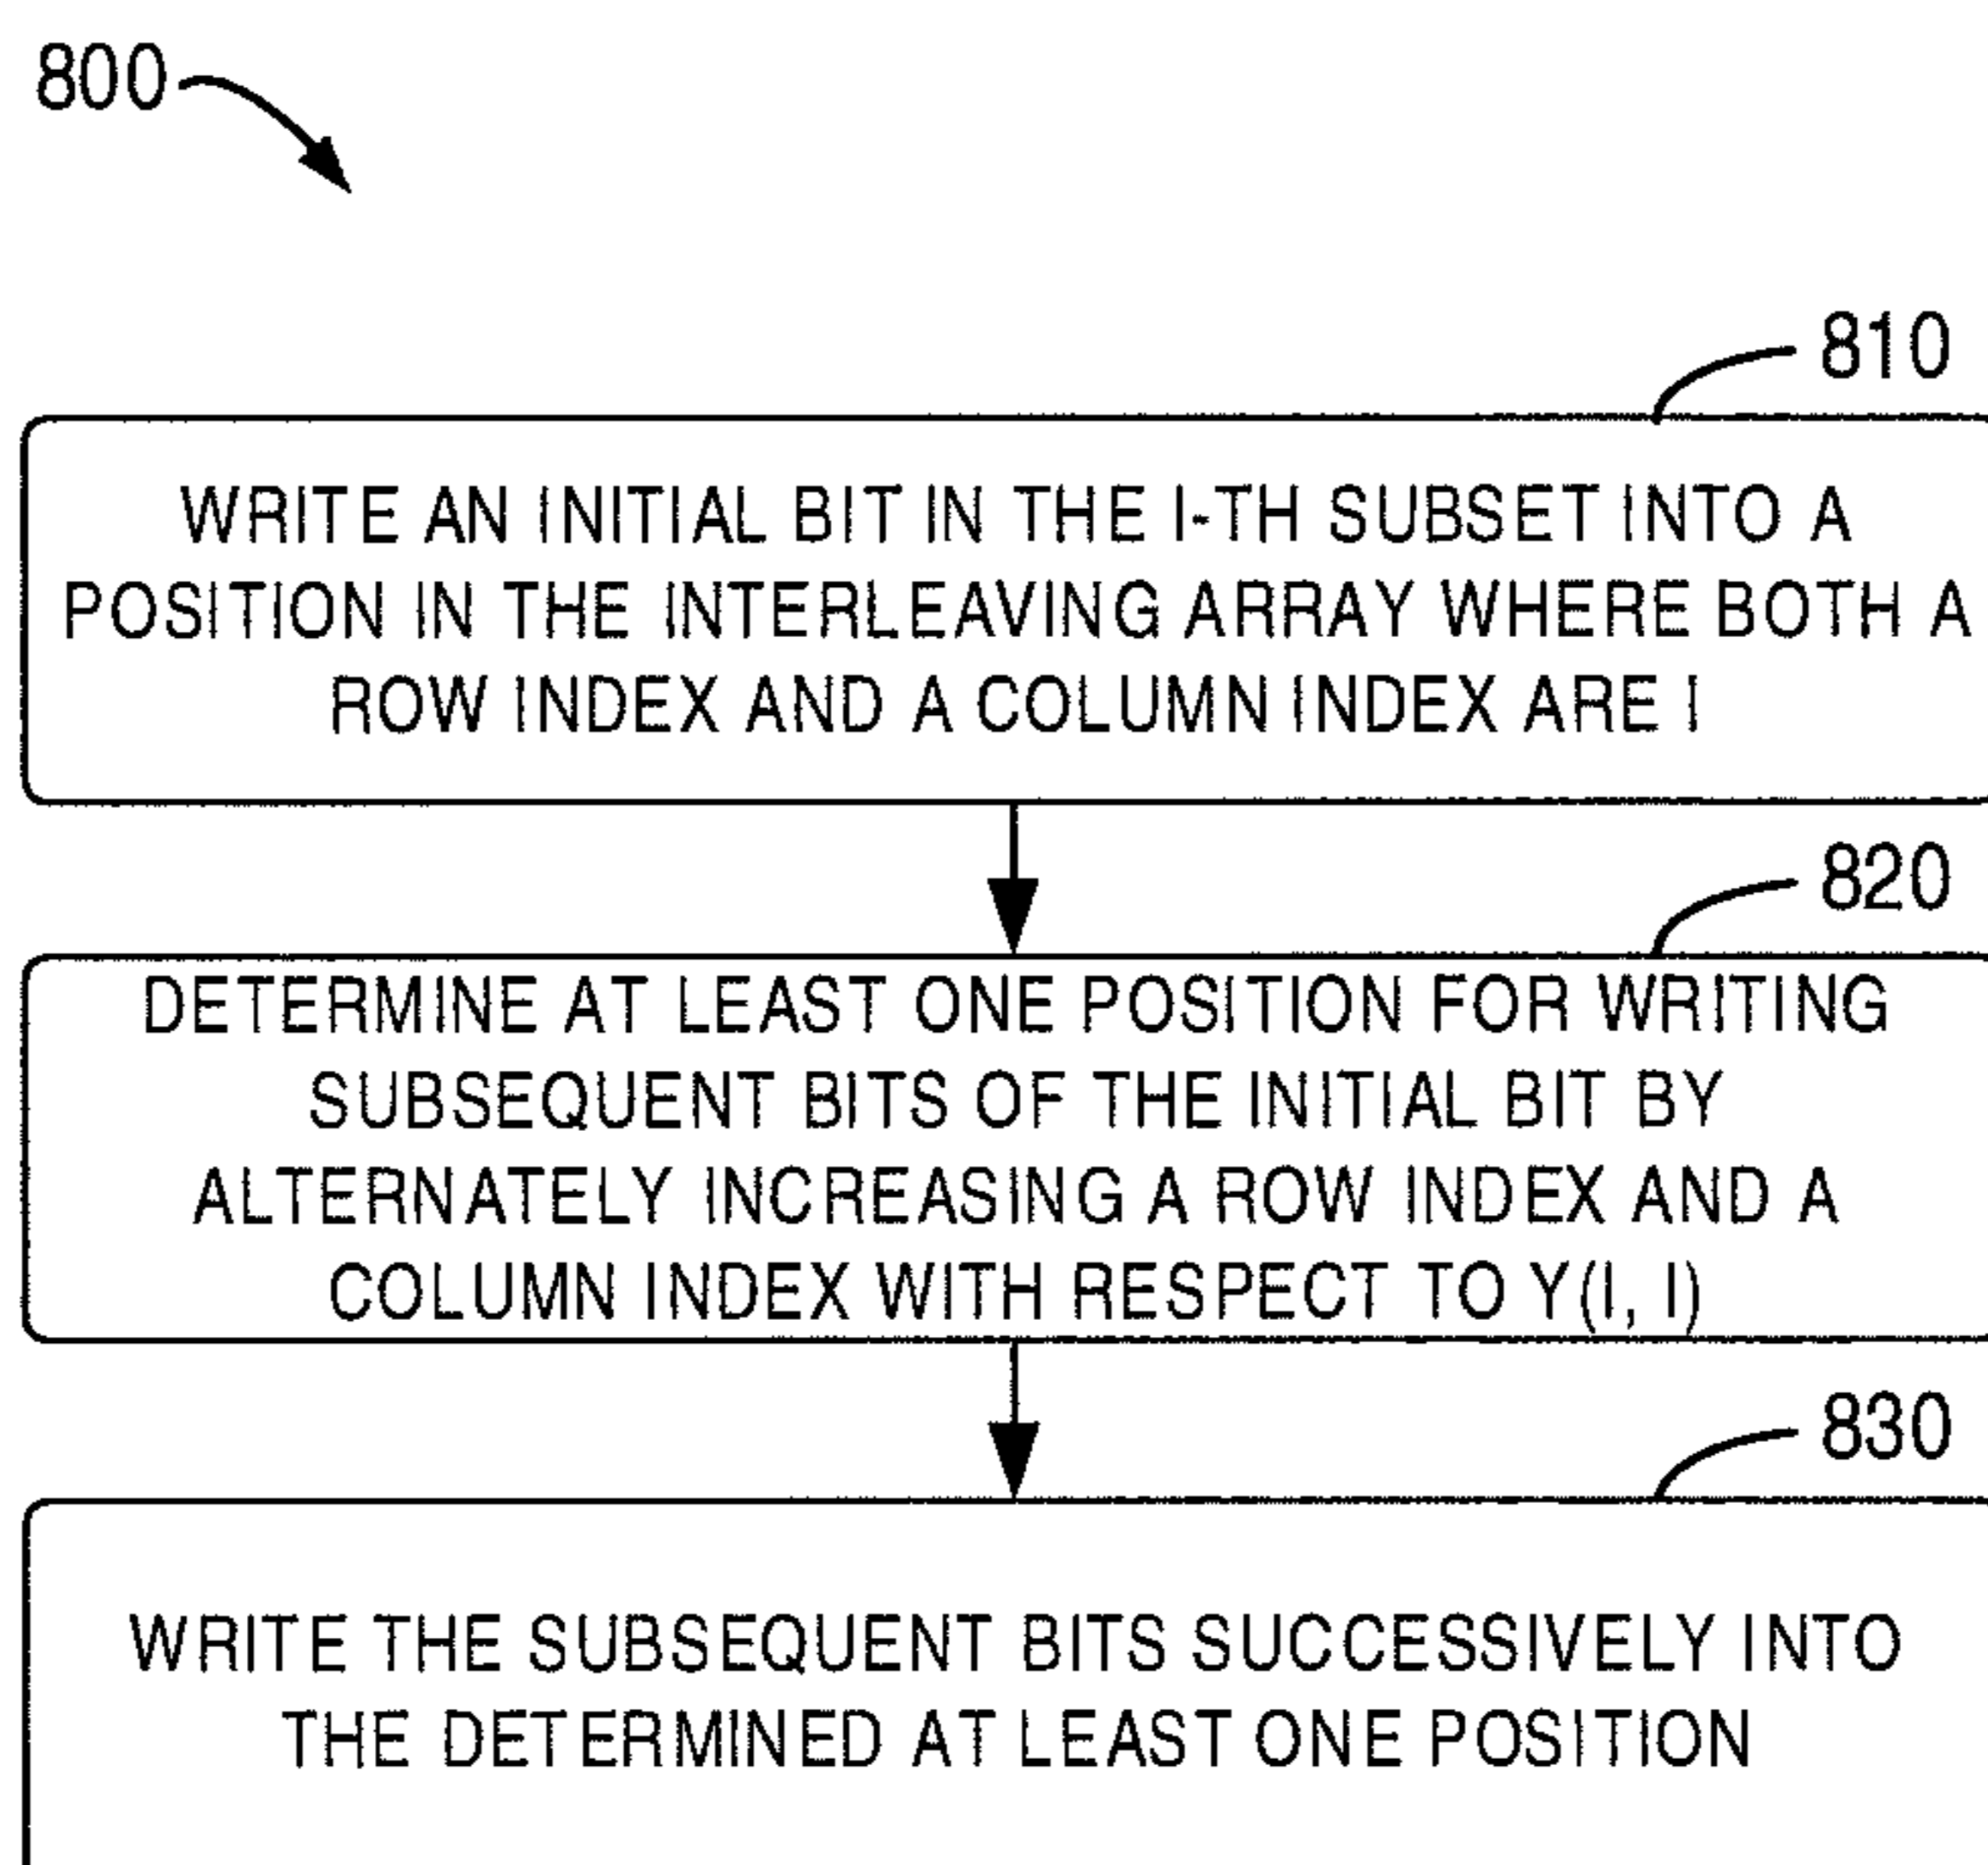 800
810
WRITE AN INITIAL BIT IN THE I-TH SUBSET INTO A
POSITION IN THE INTERLEAVING ARRAY WHERE BOTH A
ROW INDEX AND A COLUMN INDEX ARE I
820
DETERMINE AT LEAST ONE POSITION FOR WRITING
SUBSEQUENT BITS OF THE INITIAL BIT BY
ALTERNATELY INCREASING A ROW INDEX AND A
COLUMN INDEX WITH RESPECT TO Y(I, I)
830
WRITE THE SUBSEQUENT BITS SUCCESSIVELY INTO
THE DETERMINED AT LEAST ONE POSITION